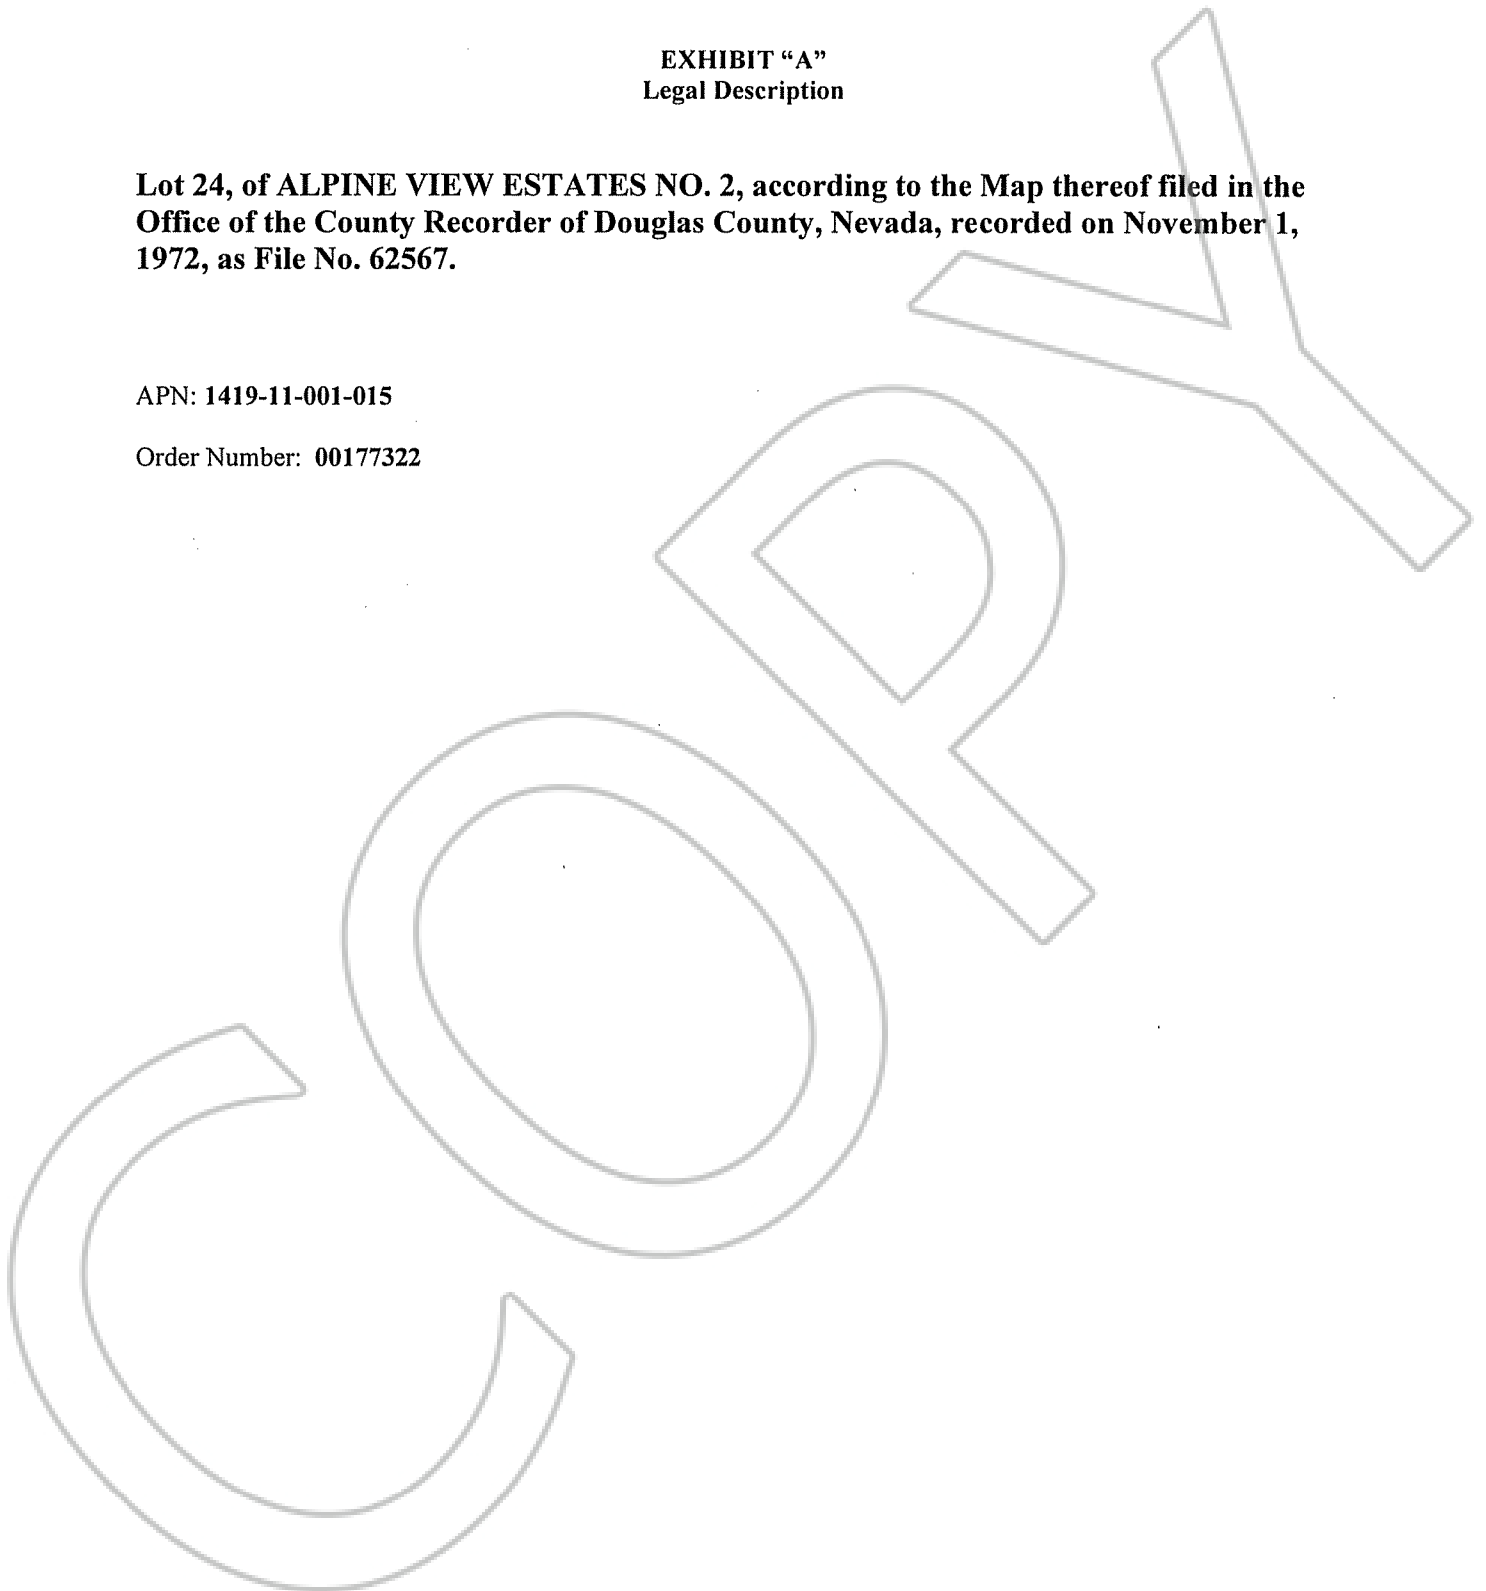 EXHIBIT “A”
Legal Description
Lot 24, of ALPINE VIEW ESTATES NO. 2, according to the Map thereof filed in the
Office of the County Recorder of Douglas County, Nevada, recorded on November 1,
1972, as File No. 62567.
APN: 1419-11-001-015
Order Number: 00177322
COPY